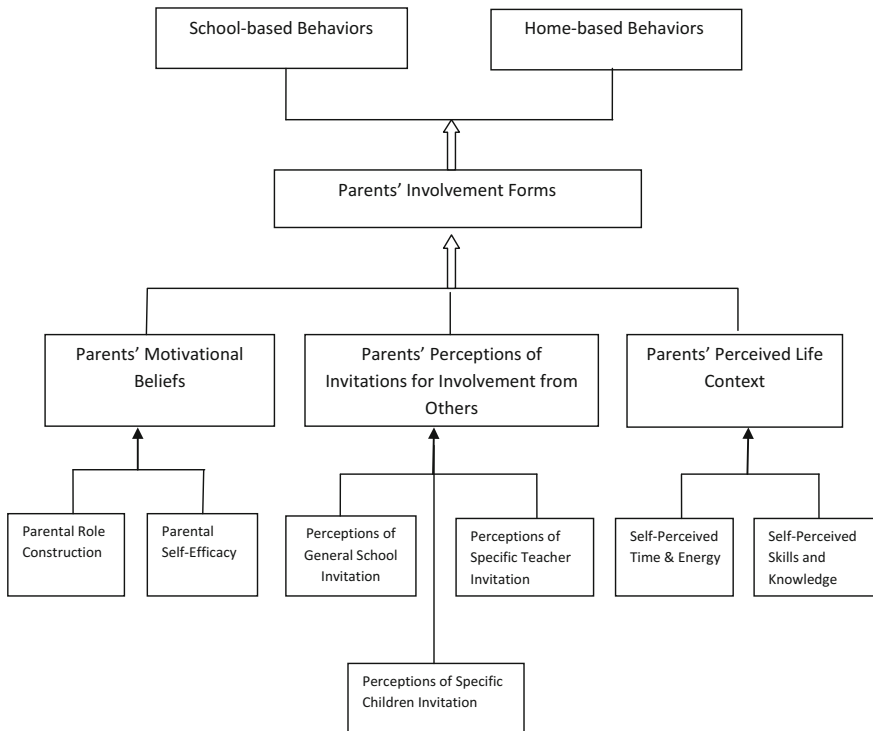 School-based Behaviors
Home-based Behaviors
Parents’ Involvement Forms
Parents’ Motivational
Beliefs
Parents’ Perceptions of
Invitations for Involvement from
Others
Parents’ Perceived Life
Context
Parental Role
Construction
Parental
Self-Efficacy
Perceptions of
General School
Invitation
Perceptions of
Specific Teacher
Invitation
Self-Perceived
Time & Energy
Self-Perceived
Skills and
Knowledge
Perceptions of Specific
Children Invitation